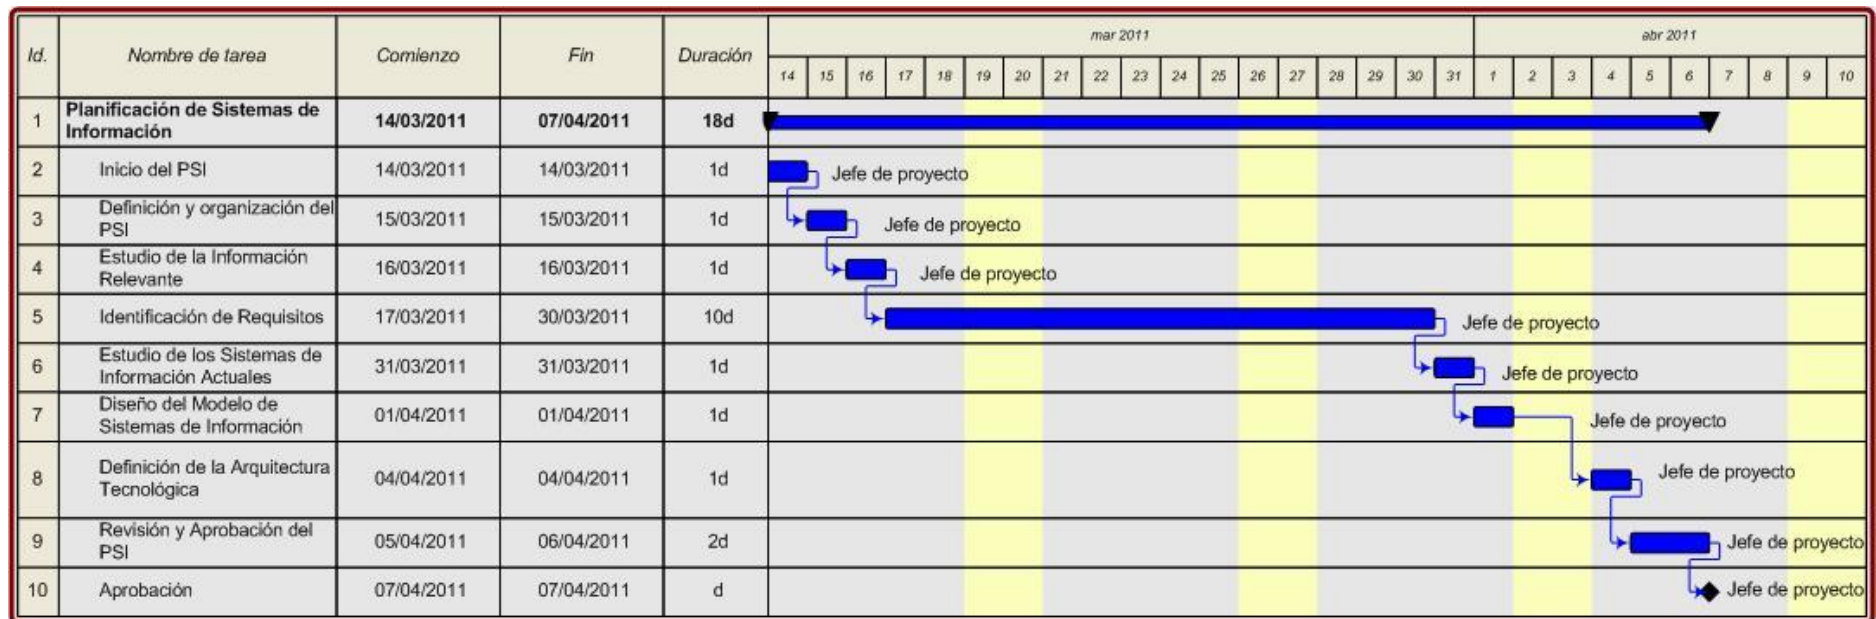 Id. Nombre de tarea Comienzo Fin Duración mar 2011 abr 2011
14 15 16 17 18 19 20 21 22 23 24 25 26 27 28 29 30 31 1 2 3 4 5 6 7 8 9 10
1 Planificación de Sistemas de Información 14/03/2011 07/04/2011 18d
2 Inicio del PSI 14/03/2011 14/03/2011 1d Jefe de proyecto
3 Definición y organización del PSI 15/03/2011 15/03/2011 1d Jefe de proyecto
4 Estudio de la Información Relevante 16/03/2011 16/03/2011 1d Jefe de proyecto
5 Identificación de Requisitos 17/03/2011 30/03/2011 10d Jefe de proyecto
6 Estudio de los Sistemas de Información Actuales 31/03/2011 31/03/2011 1d Jefe de proyecto
7 Diseño del Modelo de Sistemas de Información 01/04/2011 01/04/2011 1d Jefe de proyecto
8 Definición de la Arquitectura Tecnológica 04/04/2011 04/04/2011 1d Jefe de proyecto
9 Revisión y Aprobación del PSI 05/04/2011 06/04/2011 2d Jefe de proyecto
10 Aprobación 07/04/2011 07/04/2011 d Jefe de proyecto